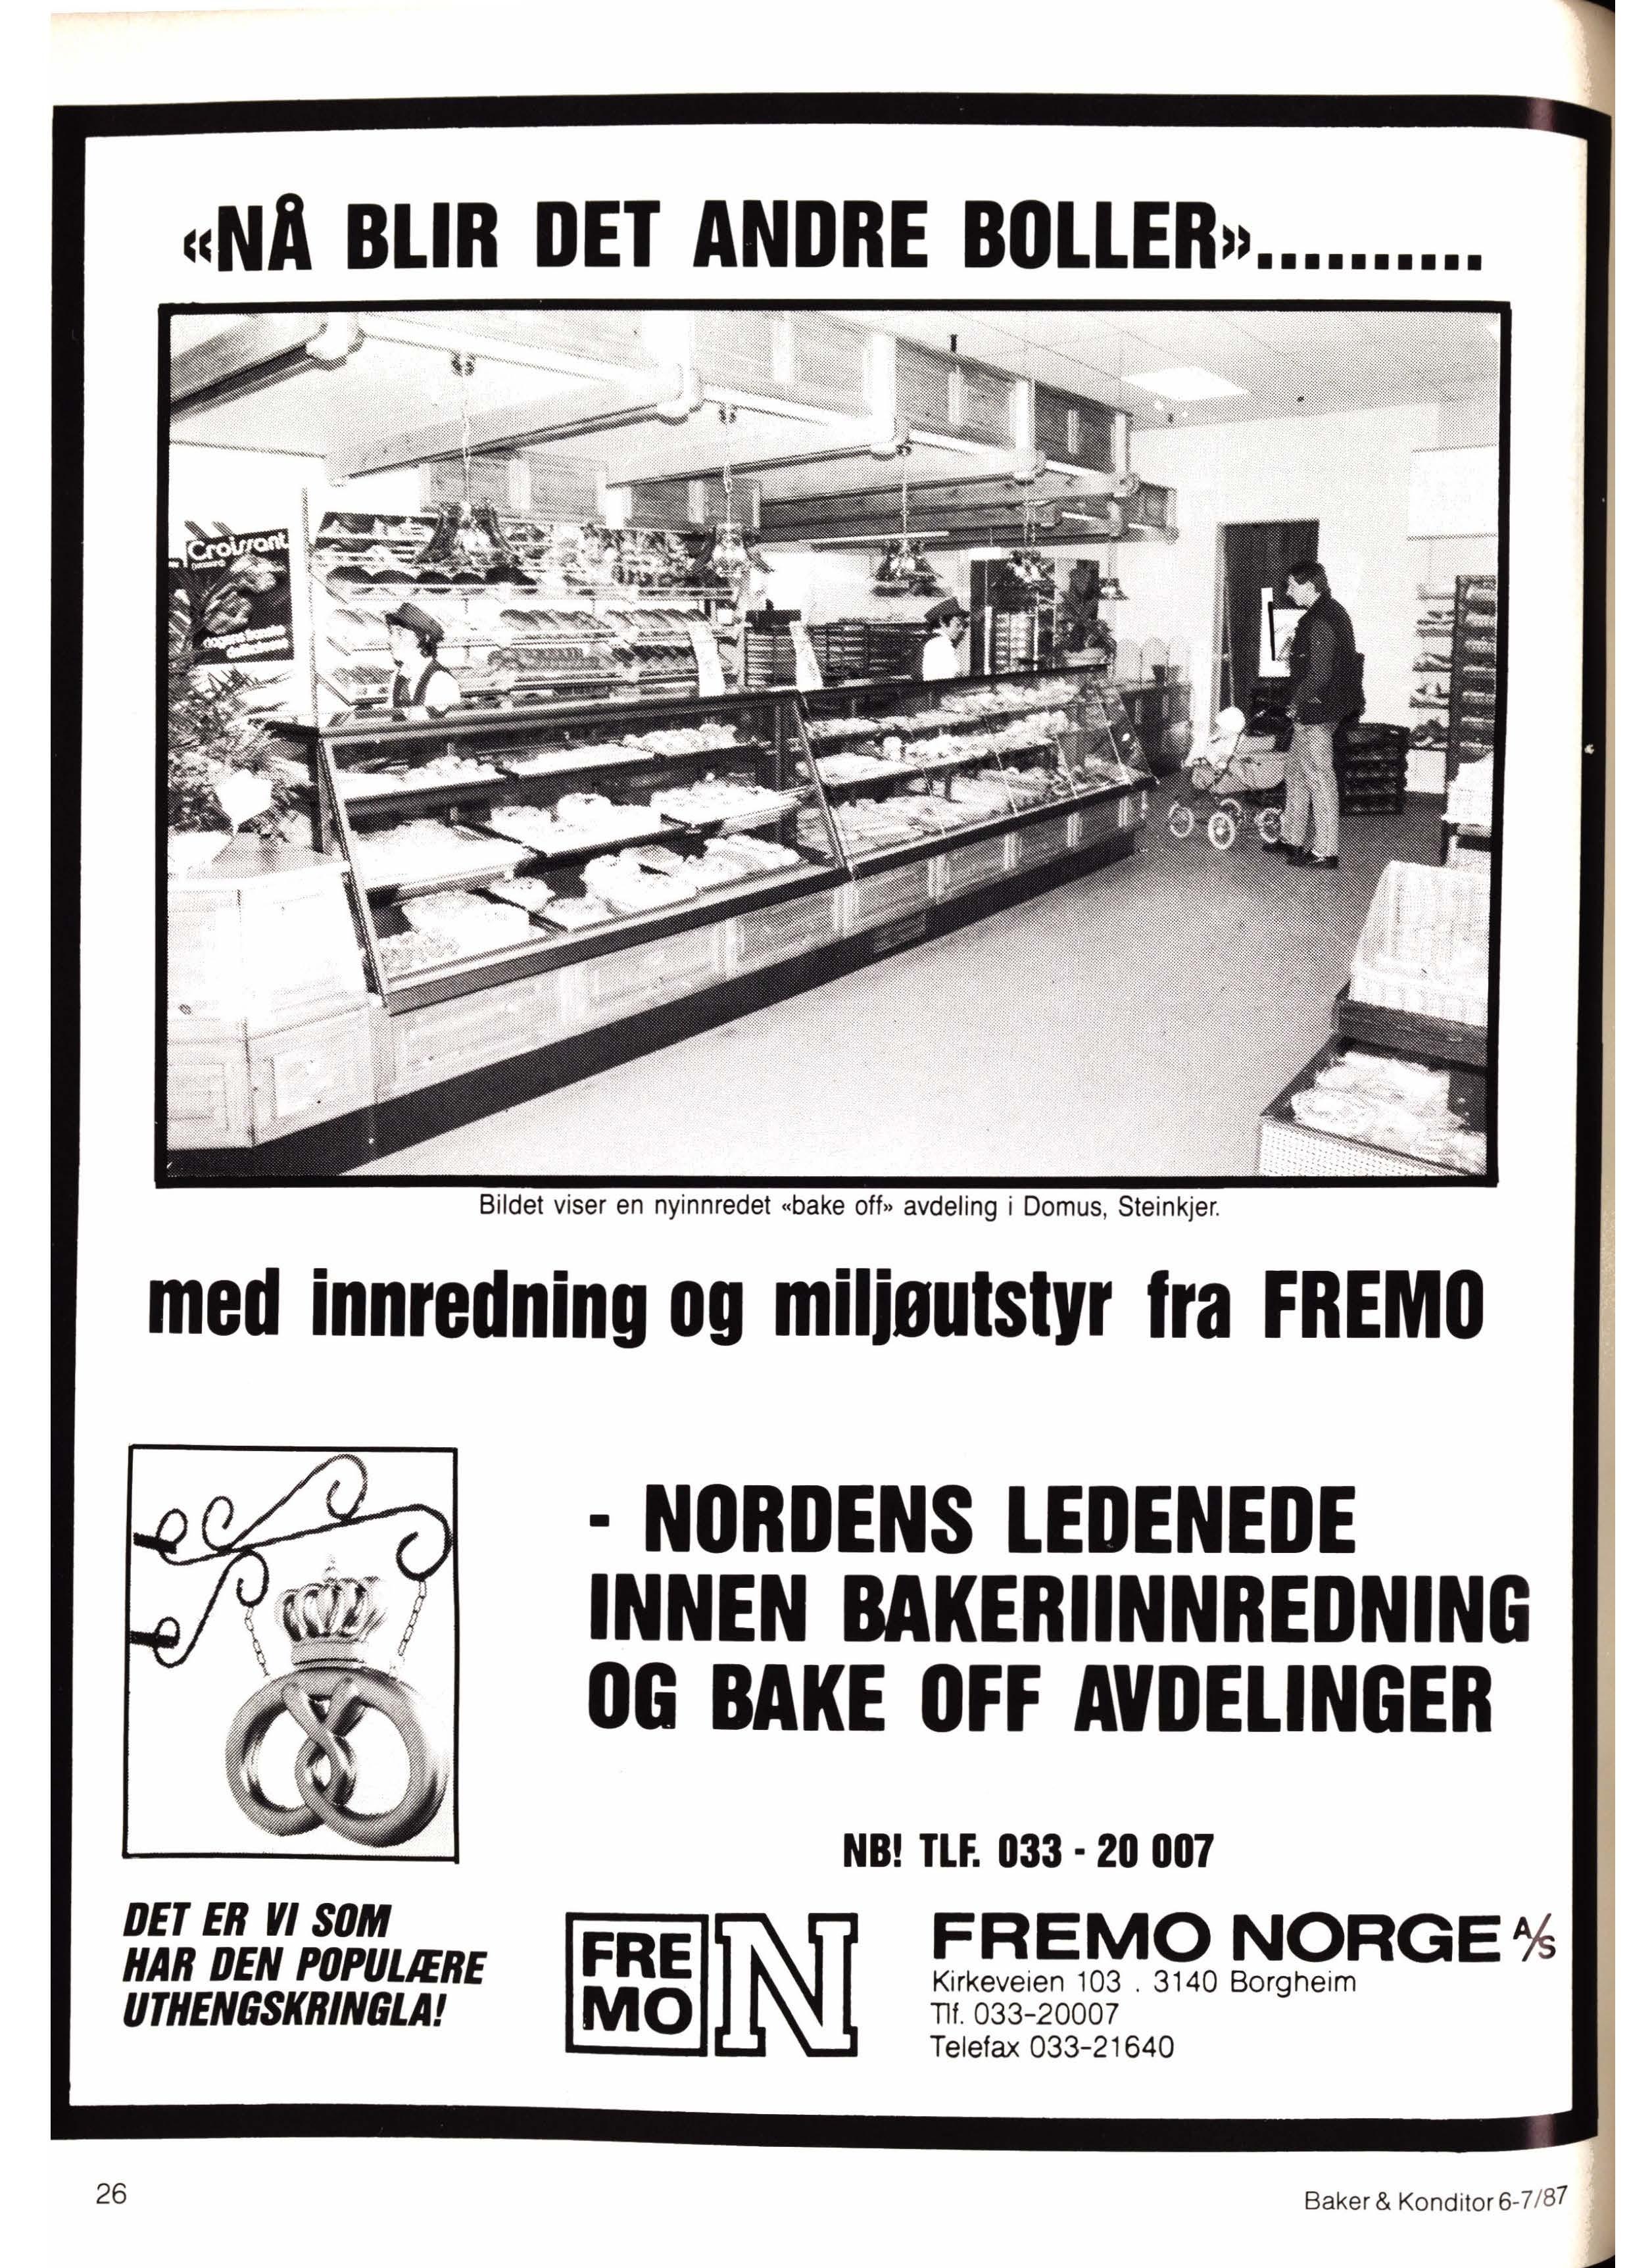 «NÅ BLIR DET ANDRE BOLLER»..........
Croissant
Bildet viser en nyinnredet «bake off» avdeling i Domus, Steinkjer.
med innredning og miljøutstyr fra FREMO
- NORDENS LEDENEDE
INNEN BAKERIINNREDNING
OG BAKE OFF AVDELINGER
NB! TLF. 033 - 20 007
DET ER VI SOM
HAR DEN POPULÆRE
UTHENGSKRINGLA!
FRE
MO
N
FREMO NORGE A/S
Kirkeveien 103 . 3140 Borgheim
Tlf. 033-20007
Telefax 033-21640
26
Baker & Konditor 6-7/87